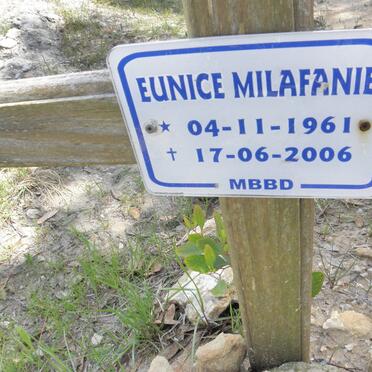 EUNICE MILAFANIE
* 04-11-1961
† 17-06-2006
MBBD